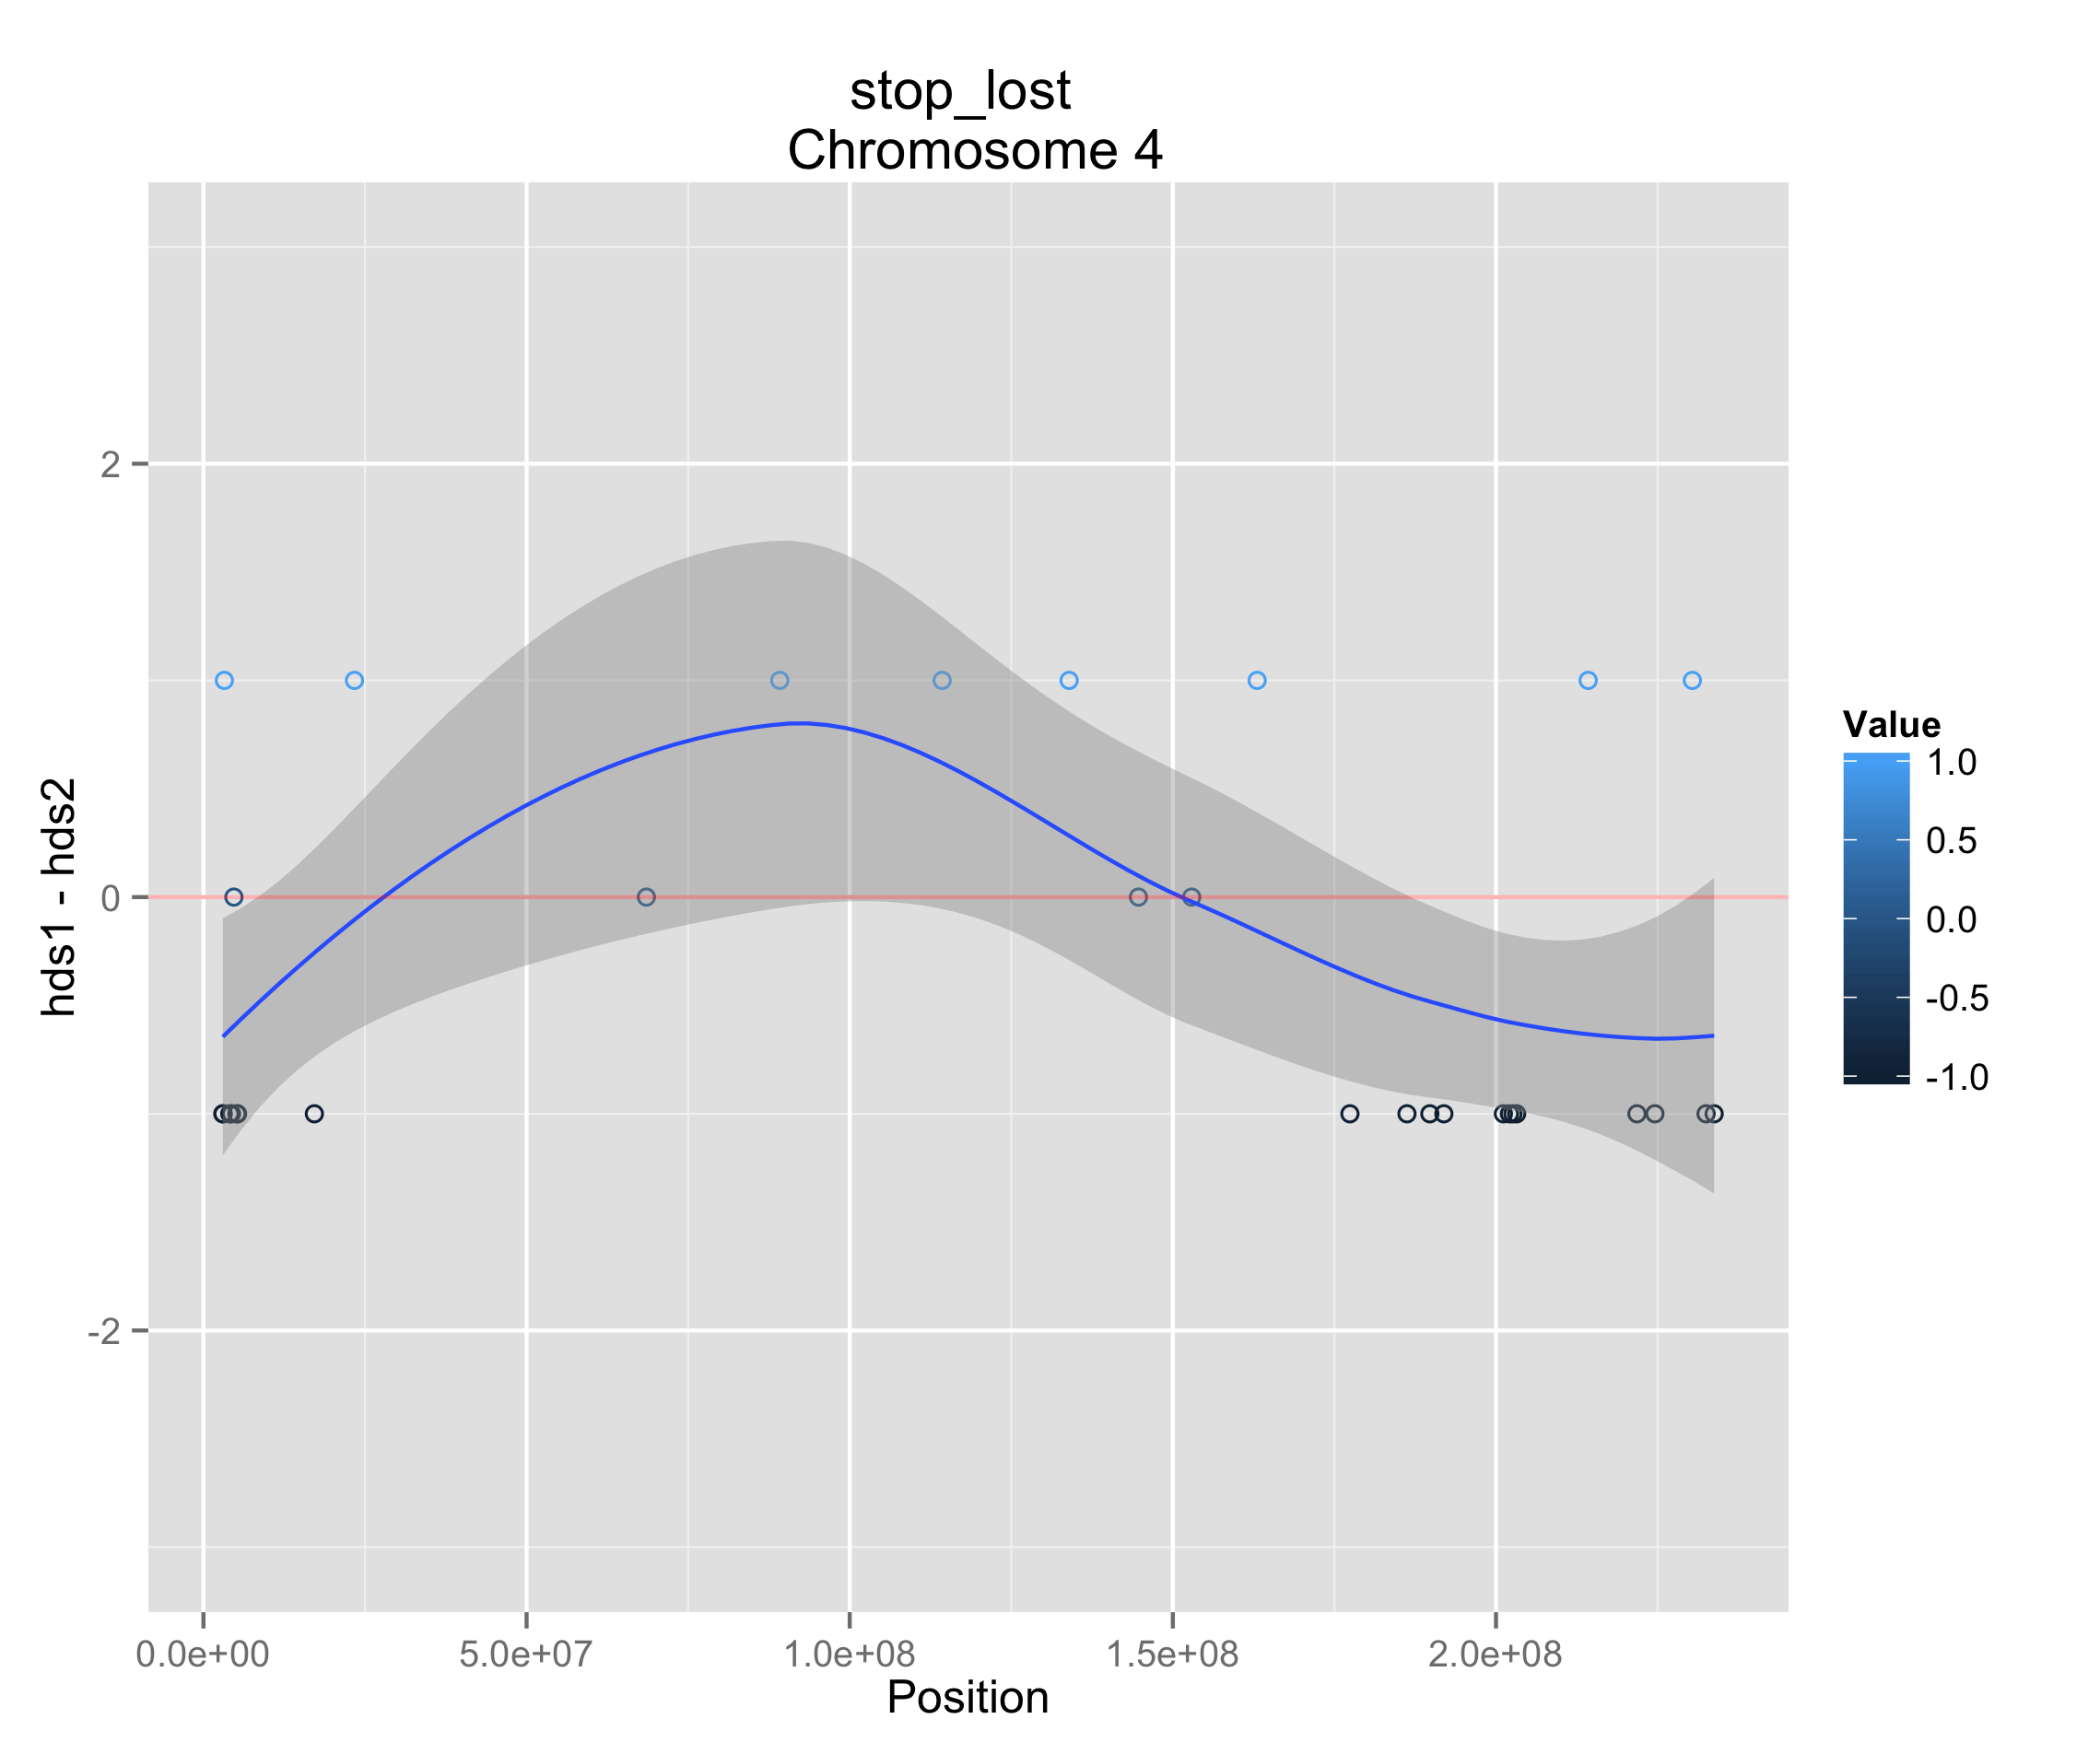 stop_lost
Chromosome 4
hds1 - hds2
2
0
-2
0.0e+00 5.0e+07 1.0e+08 1.5e+08 2.0e+08
Position
Value
1.0
0.5
0.0
-0.5
-1.0